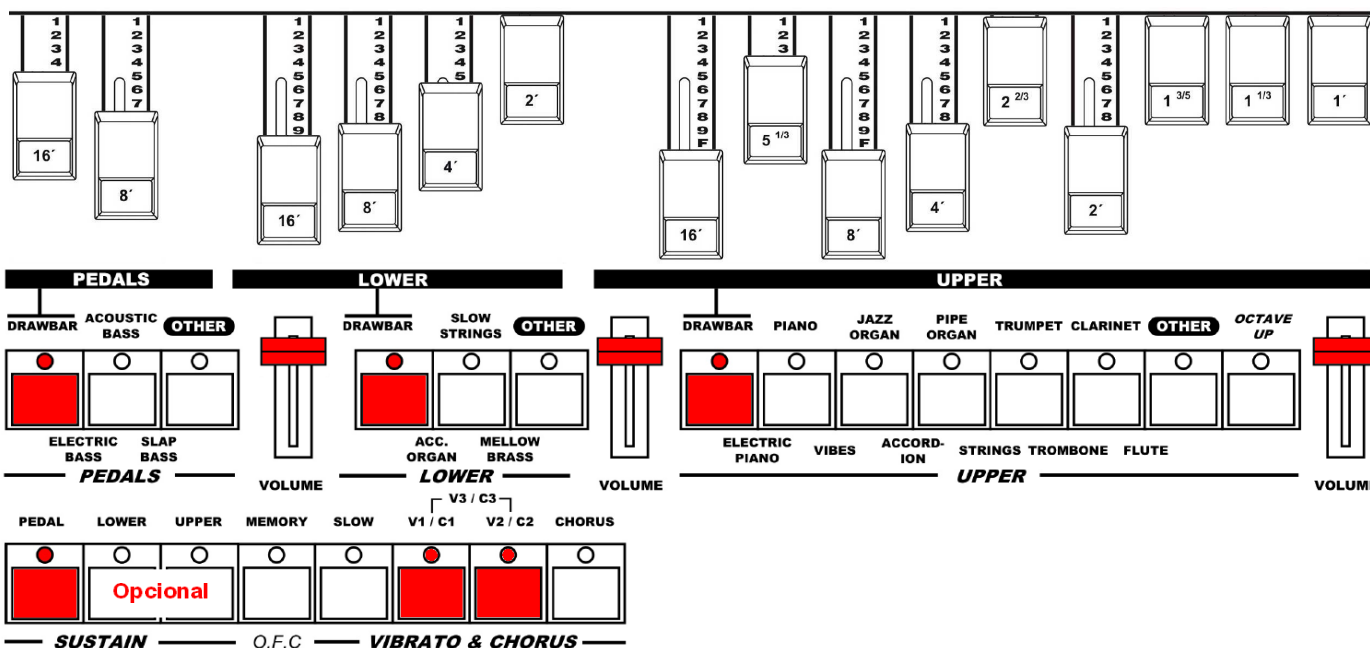 1 1 1 1 1 1 1 1 1 1
2 2 2 2 2 2 2 2 2 2
3 3 3 3 3 3 3 3 3 3
4 4 4 4 4 4 4 4 4
5 5 5 5 5 5 5 5
6 6 6 6 6 6 6
7 7 7 7 7 7 7
8 8 8 8 8 8
9 9 9
F F
16´ 8´ 16´ 8´ 4´ 2´ 16´ 5 1/3 8´ 4´ 2 2/3 2´ 1 3/5 1 1/3 1´
PEDALS LOWER UPPER
DRAWBAR ACOUSTIC BASS OTHER DRAWBAR SLOW STRINGS OTHER DRAWBAR PIANO JAZZ ORGAN PIPE ORGAN TRUMPET CLARINET OTHER OCTAVE UP
ELECTRIC BASS SLAP BASS ACC. ORGAN MELLOW BRASS ELECTRIC PIANO VIBES ACCORD-ION STRINGS TROMBONE FLUTE
PEDALS VOLUME LOWER VOLUME UPPER VOLUME
V3 / C3
PEDAL LOWER UPPER MEMORY SLOW V1 / C1 V2 / C2 CHORUS
Opcional
SUSTAIN O.F.C VIBRATO & CHORUS